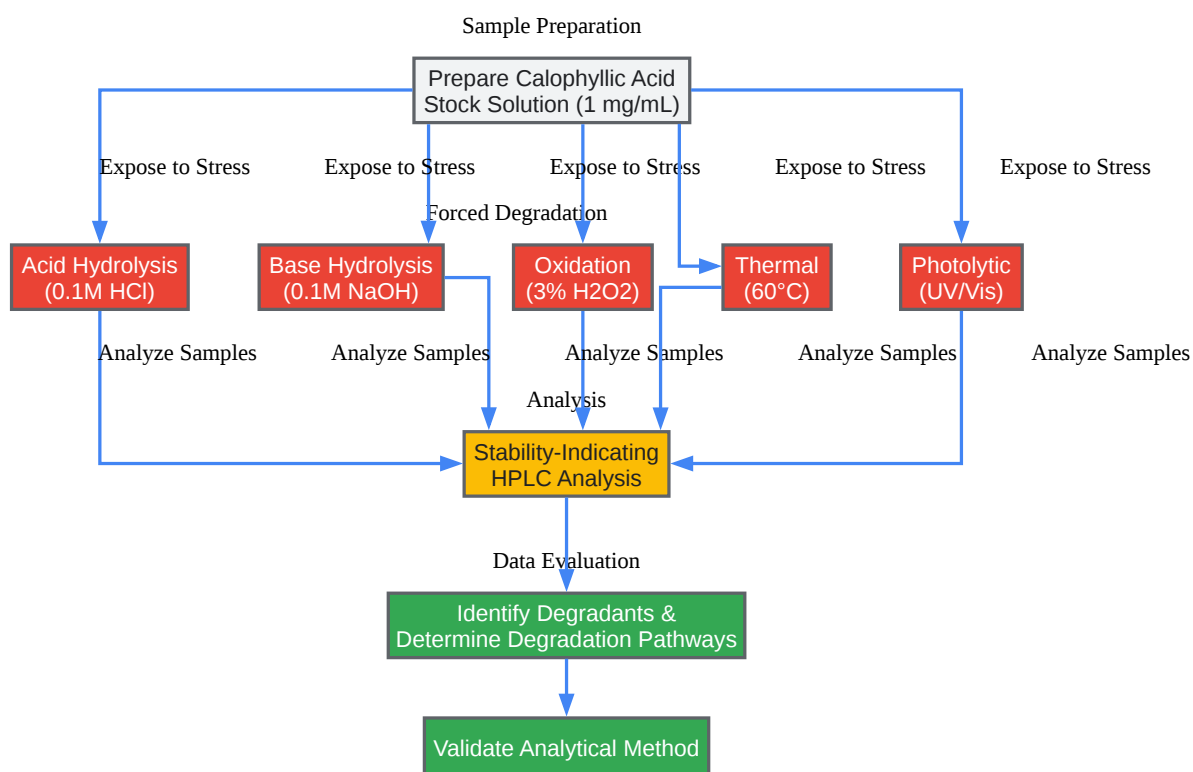 Sample Preparation
Prepare Calophyllic Acid
Stock Solution (1 mg/mL)
Expose to Stress
Expose to Stress
Expose to Stress
Expose to Stress
Expose to Stress
Forced Degradation
Acid Hydrolysis
(0.1M HCl)
Base Hydrolysis
(0.1M NaOH)
Oxidation
(3% H2O2)
Thermal
(60°C)
Photolytic
(UV/Vis)
Analyze Samples
Analyze Samples
Analyze Samples
Analyze Samples
Analyze Samples
Analysis
Stability-Indicating
HPLC Analysis
Data Evaluation
Identify Degradants &
Determine Degradation Pathways
Validate Analytical Method